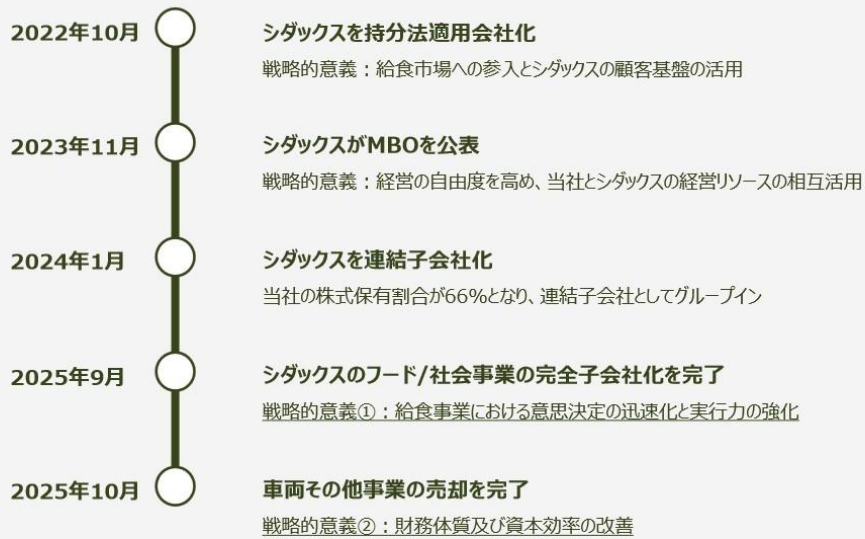 2022年10月
シダックスを持分法適用会社化
戦略的意義：給食市場への参入とシダックスの顧客基盤の活用
2023年11月
シダックスがMBOを公表
戦略的意義：経営の自由度を高め、当社とシダックスの経営リソースの相互活用
2024年1月
シダックスを連結子会社化
当社の株式保有割合が66%となり、連結子会社としてグループイン
2025年9月
シダックスのフード/社会事業の完全子会社化を完了
戦略的意義①：給食事業における意思決定の迅速化と実行力の強化
2025年10月
車両その他事業の売却を完了
戦略的意義②：財務体質及び資本効率の改善